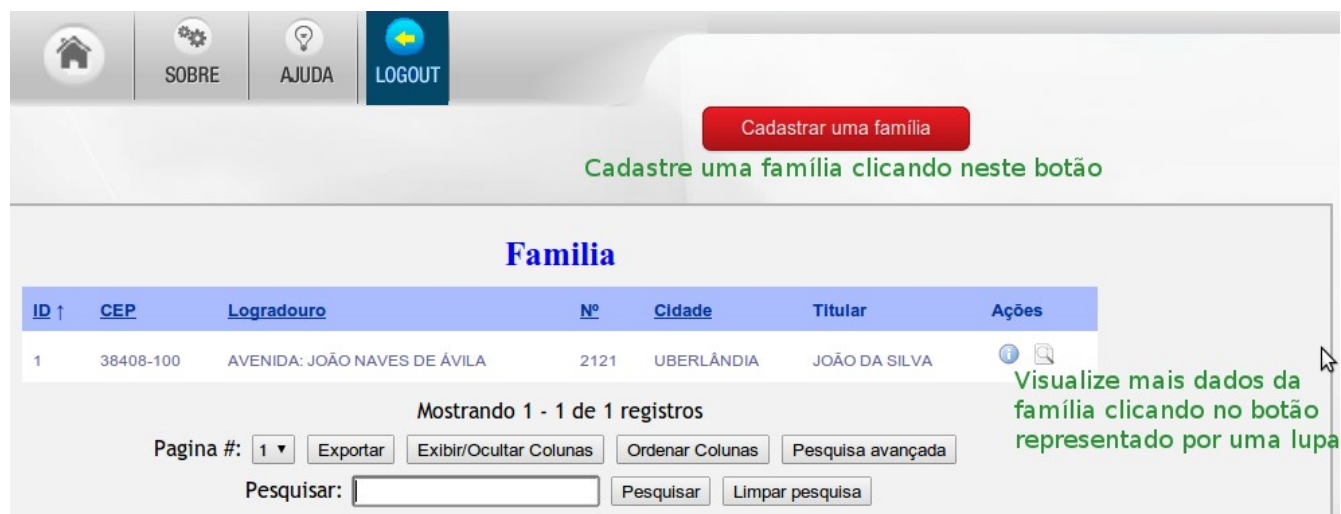 SOBRE AJUDA LOGOUT
Cadastrar uma família
Cadastre uma família clicando neste botão
Familia
ID ↑ CEP Logradouro Nº Cidade Titular Ações
1 38408-100 AVENIDA: JOÃO NAVES DE ÁVILA 2121 UBERLÂNDIA JOÃO DA SILVA
Visualize mais dados da
família clicando no botão
representado por uma lupa
Mostrando 1 - 1 de 1 registros
Pagina #: 1 Exportar Exibir/Ocultar Colunas Ordenar Colunas Pesquisa avançada
Pesquisar: Pesquisar Limpar pesquisa